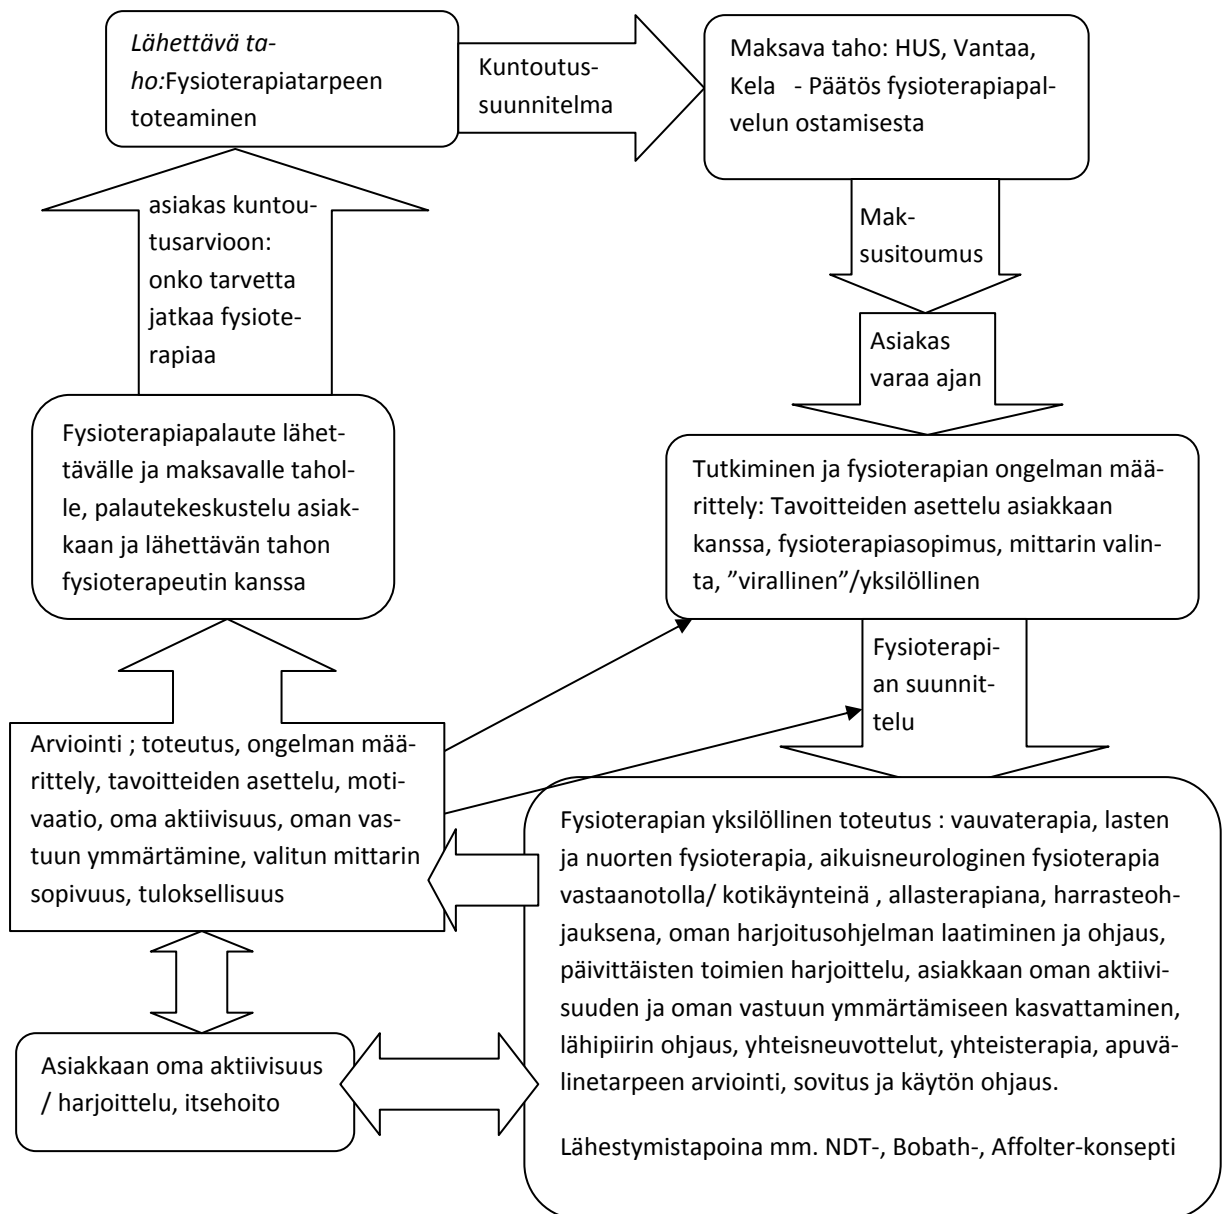 Lähettävä ta-
ho:Fysioterapiatarpeen
toteaminen
Kuntoutus-
suunnitelma
Maksava taho: HUS, Vantaa,
Kela - Päätös fysioterapiapal-
velun ostamisesta
Mak-
susitoumus
Asiakas
varaa ajan
Tutkiminen ja fysioterapian ongelman mää-
rittely: Tavoitteiden asettelu asiakkaan
kanssa, fysioterapiasopimus, mittarin valin-
ta, ”virallinen”/yksilöllinen
Fysioterapi-
an suunnit-
telu
Fysioterapian yksilöllinen toteutus : vauvaterapia, lasten
ja nuorten fysioterapia, aikuisneurologinen fysioterapia
vastaanotolla/ kotikäynteinä , allasterapiana, harrasteoh-
jauksena, oman harjoitusohjelman laatiminen ja ohjaus,
päivittäisten toimien harjoittelu, asiakkaan oman aktiivi-
suuden ja oman vastuun ymmärtämiseen kasvattaminen,
lähipiirin ohjaus, yhteisneuvottelut, yhteisterapia, apuvä-
linetarpeen arviointi, sovitus ja käytön ohjaus.
Lähestymistapoina mm. NDT-, Bobath-, Affolter-konsepti
Asiakkaan oma aktiivisuus
/ harjoittelu, itsehoito
Arviointi ; toteutus, ongelman mää-
rittely, tavoitteiden asettelu, moti-
vaatio, oma aktiivisuus, oman vas-
tuun ymmärtämine, valitun mittarin
sopivuus, tuloksellisuus
Fysioterapiapalaute lähet-
tävälle ja maksavalle tahol-
le, palautekeskustelu asiak-
kaan ja lähettävän tahon
fysioterapeutin kanssa
asiakas kuntou-
tusarvioon:
onko tarvetta
jatkaa fysiote-
rapiaa